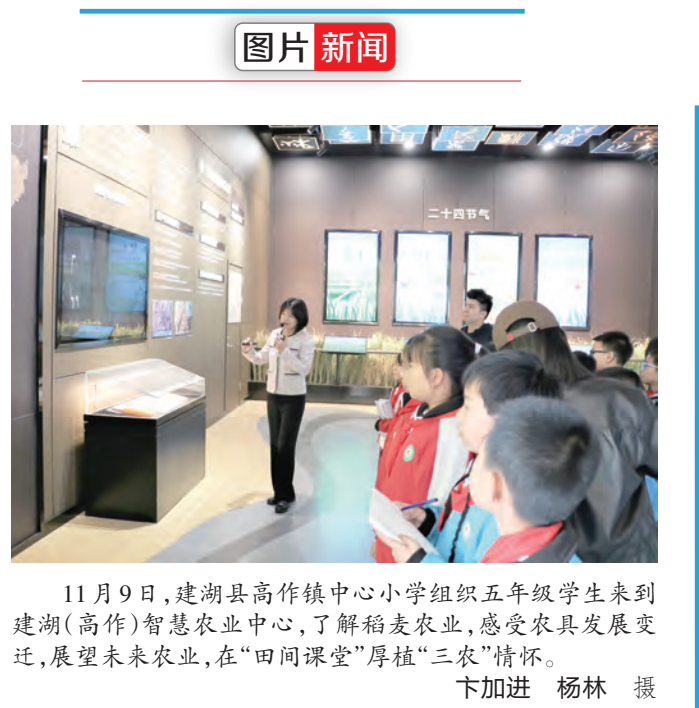 图片新闻
二十四节气
11月9日,建湖县高作镇中心小学组织五年级学生来到
建湖(高作)智慧农业中心,了解稻麦农业,感受农具发展变
迁,展望未来农业,在“田间课堂”厚植“三农”情怀。
卞加进 杨林 摄